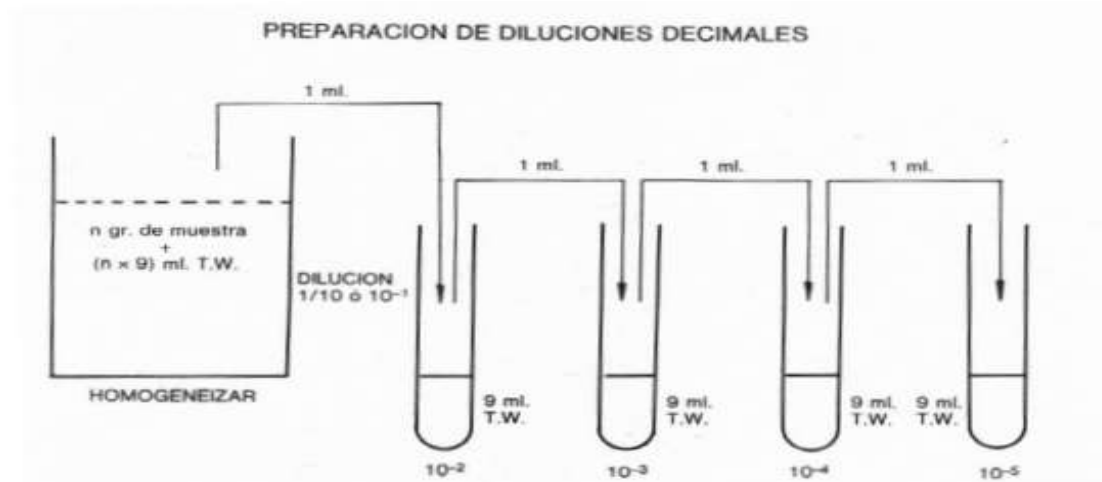 PREPARACION DE DILUCIONES DECIMALES
1 ml.
1 ml.
1 ml.
1 ml.
n gr. de muestra
+
(n × 9) ml. T.W.
DILUCION
1/10 ó 10⁻¹
HOMOGENEIZAR
9 ml.
T.W.
9 ml.
T.W.
9 ml.
T.W.
9 ml.
T.W.
10⁻²
10⁻³
10⁻⁴
10⁻⁵